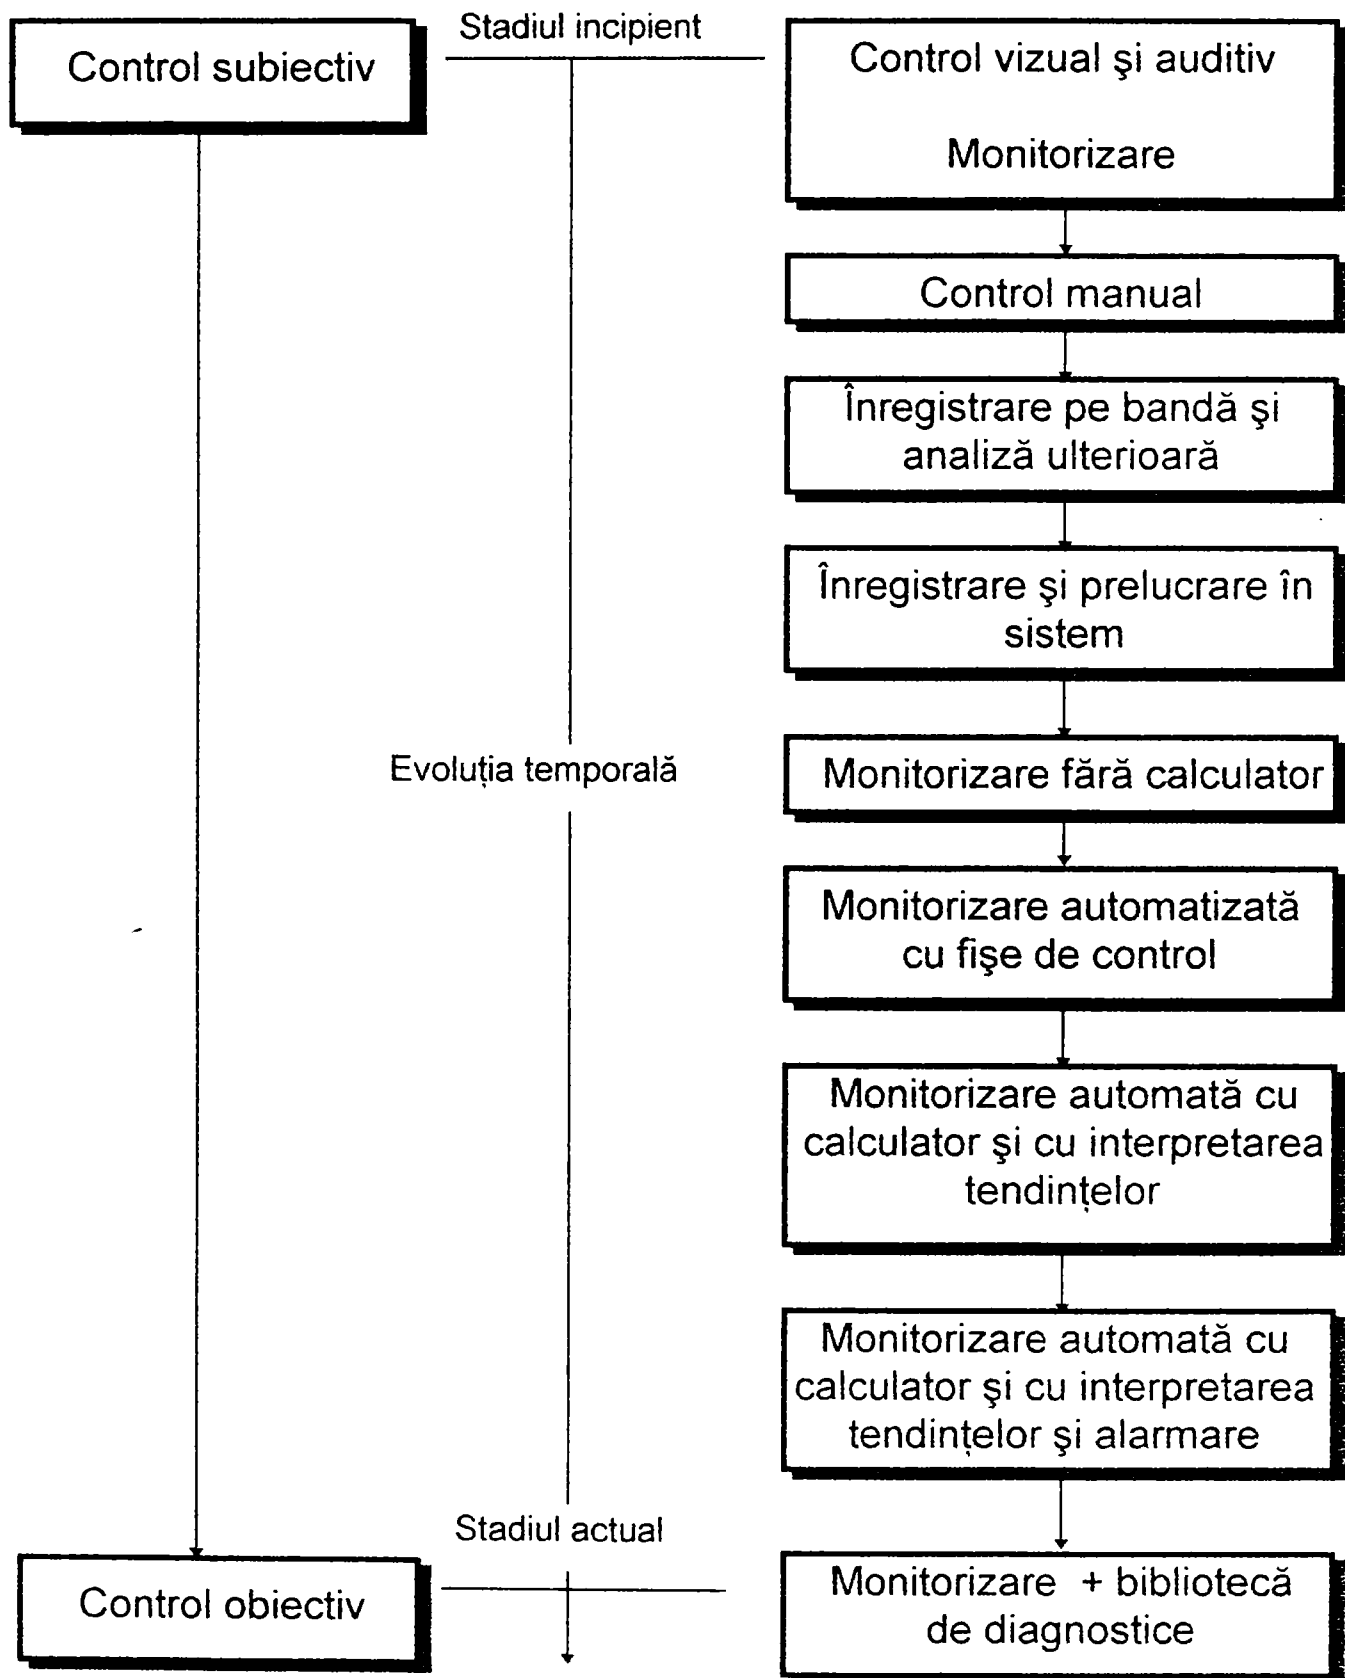 Control subiectiv
Stadiul incipient
Control vizual şi auditiv
Monitorizare
Control manual
Înregistrare pe bandă şi
analiză ulterioară
Înregistrare şi prelucrare în
sistem
Evoluția temporală
Monitorizare fără calculator
Monitorizare automatizată
cu fişe de control
Monitorizare automată cu
calculator şi cu interpretarea
tendințelor
Monitorizare automată cu
calculator şi cu interpretarea
tendințelor şi alarmare
Stadiul actual
Control obiectiv
Monitorizare + bibliotecă
de diagnostice